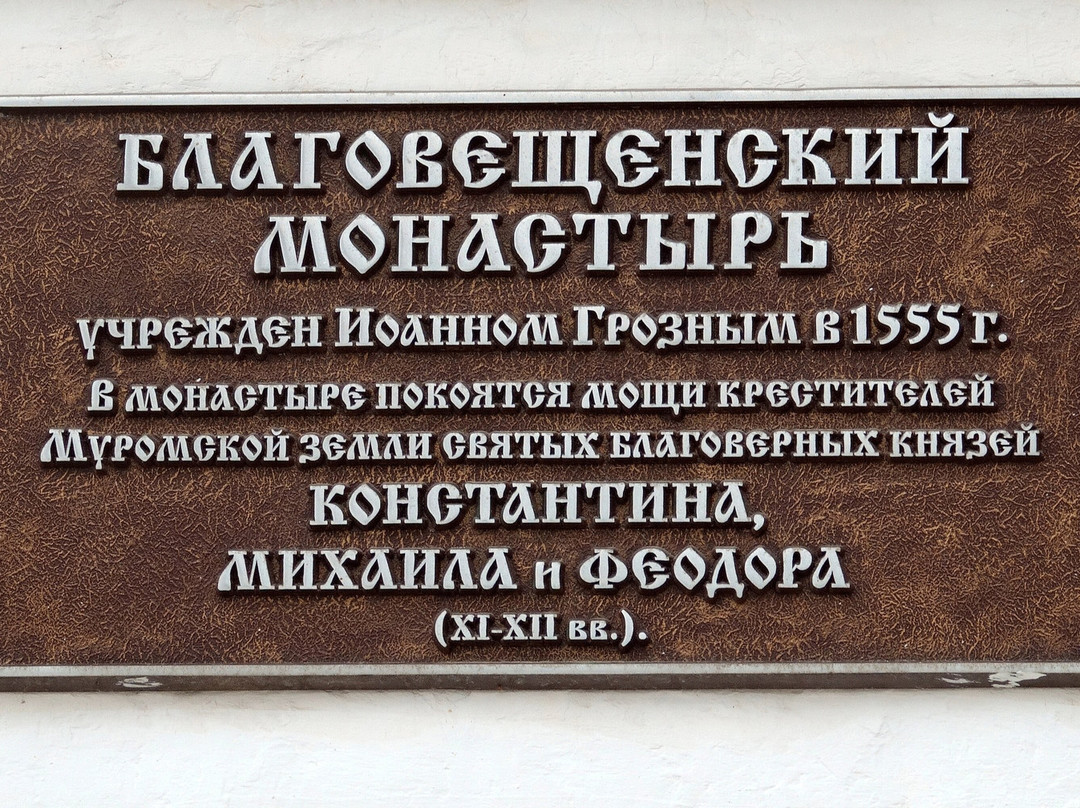 БЛАГОВЕЩЕНСКИЙ
МОНАСТЫРЬ
учрежден Иоанном Грозным в 1555 г.
В монастыре покоятся мощи крестителей
Муромской земли святых благоверных князей
КОНСТАНТИНА,
МИХАИЛА и ФЕОДОРА
(XI-XII вв.).